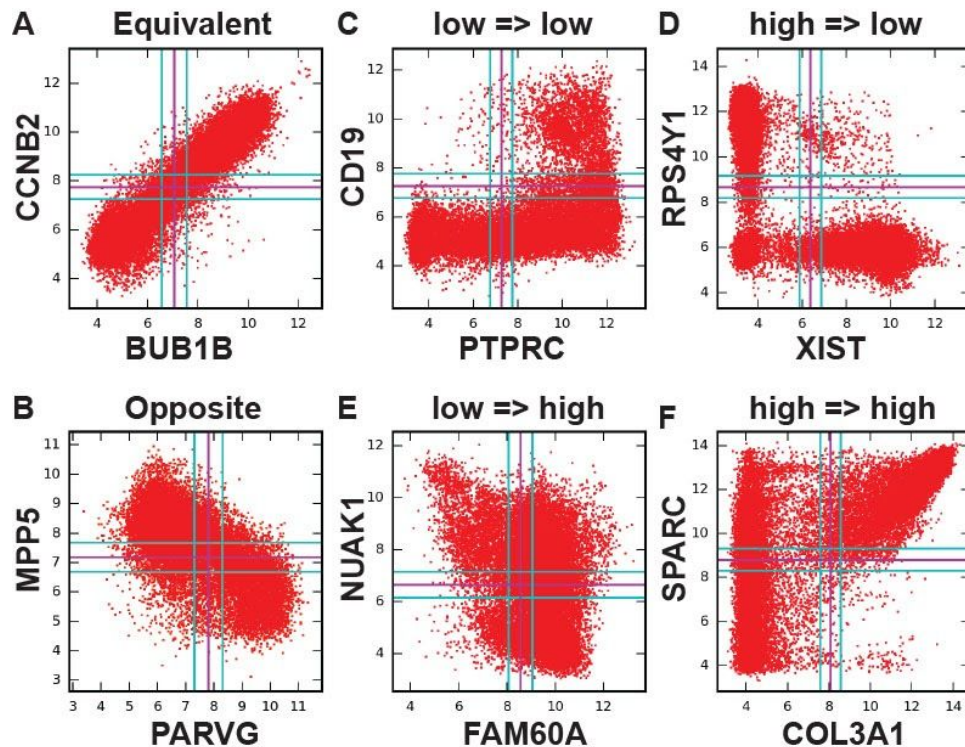 A Equivalent
CCNB2
12
10
8
6
4
4 6 8 10 12
BUB1B
C low => low
CD19
12
10
8
6
4
4 6 8 10 12
PTPRC
D high => low
RPS4Y1
14
12
10
8
6
4
4 6 8 10 12
XIST
B Opposite
MPP5
11
10
9
8
7
6
5
4
3
3 4 5 6 7 8 9 10 11
PARVG
E low => high
NUAK1
12
10
8
6
4
4 6 8 10 12
FAM60A
F high => high
SPARC
14
12
10
8
6
4
4 6 8 10 12 14
COL3A1